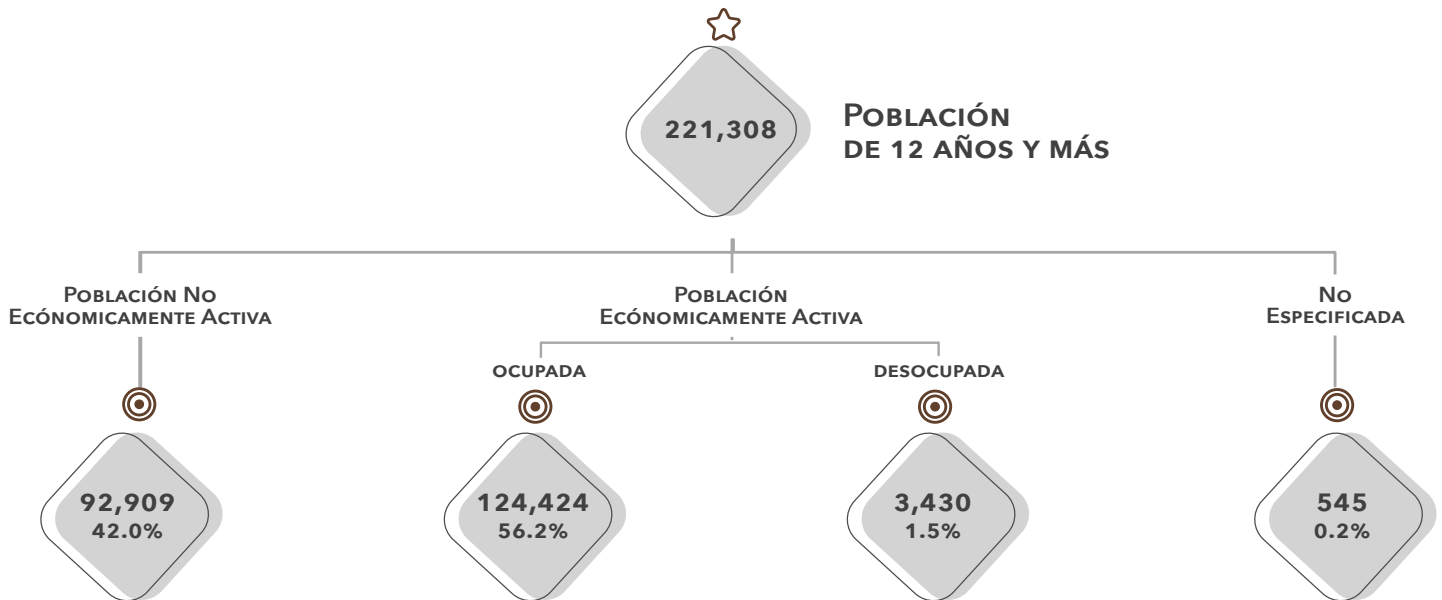 221,308
Población
de 12 años y más
Población No
Ecónomicamente Activa
Población
Ecónomicamente Activa
No
Especificada
ocupada
desocupada
92,909
42.0%
124,424
56.2%
3,430
1.5%
545
0.2%